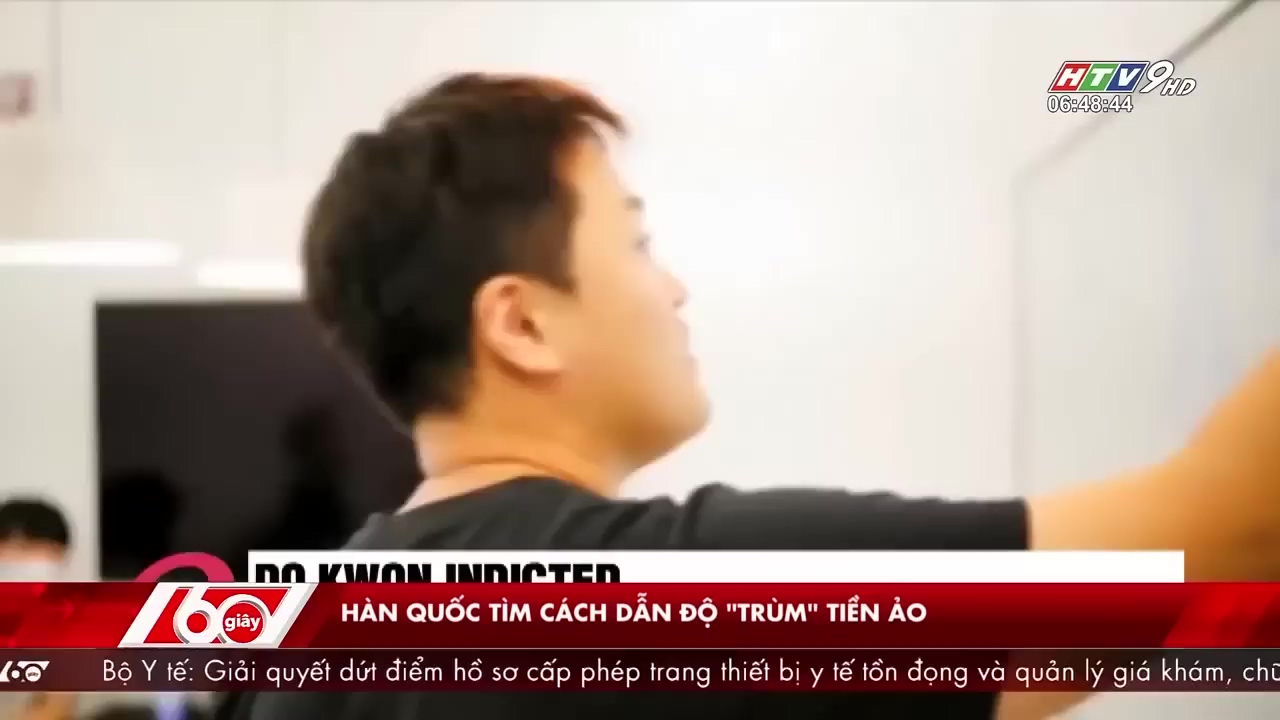 HTV9HD
06:48:44
DO KWON INDICTED
60 giây
HÀN QUỐC TÌM CÁCH DẪN ĐỘ "TRÙM" TIỀN ẢO
60 Bộ Y tế: Giải quyết dứt điểm hồ sơ cấp phép trang thiết bị y tế tồn đọng và quản lý giá khám, chữ